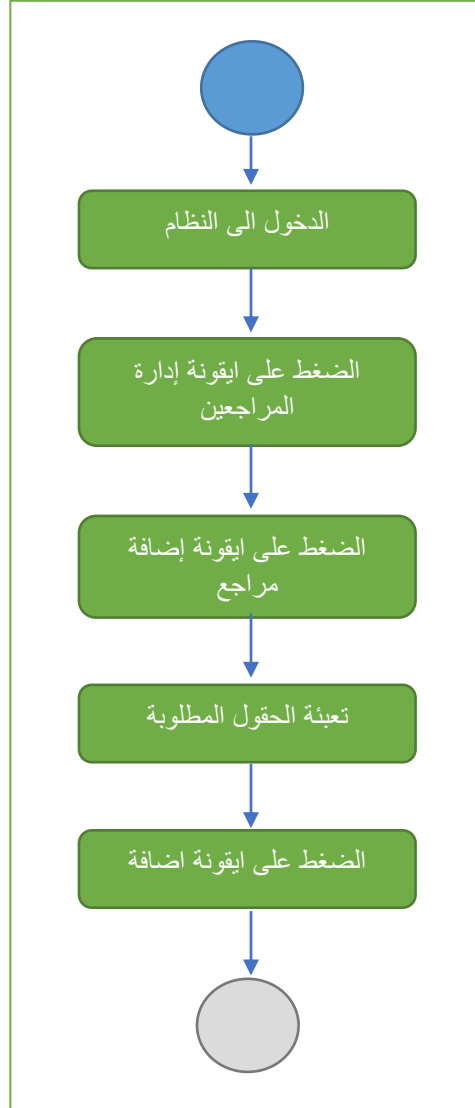 الدخول الى النظام
الضغط على ايقونة إدارة
المراجعين
الضغط على ايقونة إضافة
مراجع
تعبئة الحقول المطلوبة
الضغط على ايقونة اضافة